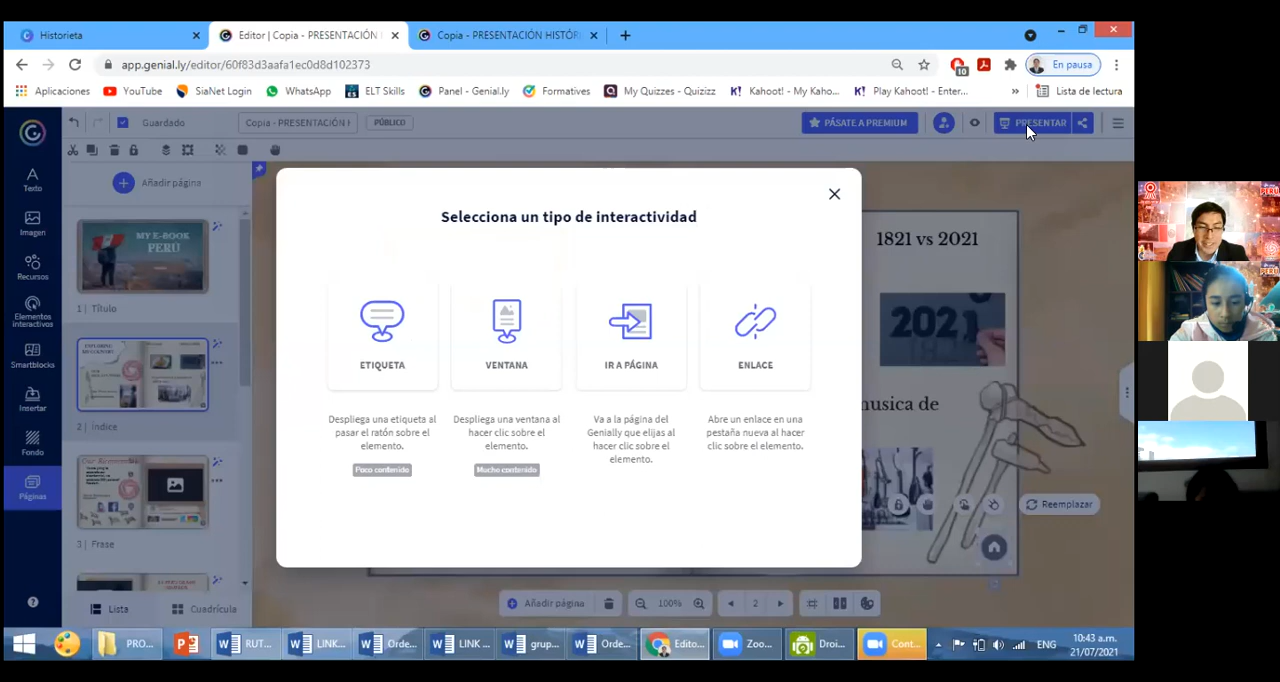 Historieta
Editor | Copia - PRESENTACIÓN
Copia - PRESENTACIÓN HISTÓRI
app.genial.ly/editor/60f83d3aafa1ec0d8d102373
10
En pausa
Aplicaciones
YouTube
SiaNet Login
WhatsApp
ELT Skills
Panel - Genial.ly
Formatives
My Quizzes - Quizizz
Kahoot! - My Kaho...
Play Kahoot! - Enter...
»
Lista de lectura
Guardado
Copia - PRESENTACIÓN H
PÚBLICO
PÁSATE A PREMIUM
PRESENTAR
Texto
Imagen
Recursos
Elementos
interactivos
Smartblocks
Insertar
Fondo
Páginas
Añadir página
MY E-BOOK
PERÚ
1 | Título
2 | Índice
3 | Frase
Lista
Cuadrícula
Selecciona un tipo de interactividad
ETIQUETA
VENTANA
IR A PÁGINA
ENLACE
Despliega una etiqueta al
pasar el ratón sobre el
elemento.
Poco contenido
Despliega una ventana al
hacer clic sobre el
elemento.
Mucho contenido
Va a la página del
Genially que elijas al
hacer clic sobre el
elemento.
Abre un enlace en una
pestaña nueva al hacer
clic sobre el elemento.
1821 vs 2021
2021
musica de
Reemplazar
Añadir página
100%
2
PRO...
RUT...
LINK...
Orde...
LINK ...
grup...
Orde...
Edito...
Zoo...
Droi...
Cont...
ENG
10:43 a.m.
21/07/2021